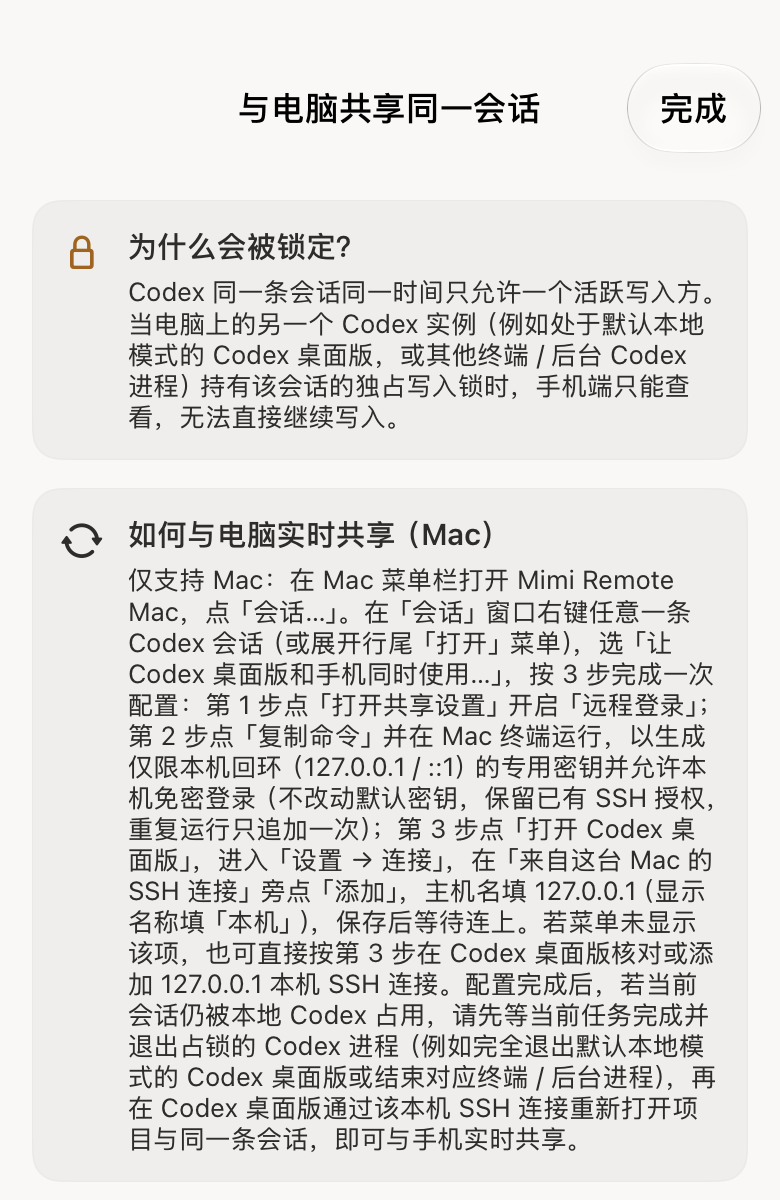 与电脑共享同一会话
完成
为什么会被锁定?
Codex 同一条会话同一时间只允许一个活跃写入方。
当电脑上的另一个 Codex 实例（例如处于默认本地
模式的 Codex 桌面版，或其他终端 / 后台 Codex
进程）持有该会话的独占写入锁时，手机端只能查
看，无法直接继续写入。
如何与电脑实时共享（Mac）
仅支持 Mac：在 Mac 菜单栏打开 Mimi Remote
Mac，点「会话…」。在「会话」窗口右键任意一条
Codex 会话（或展开行尾「打开」菜单），选「让
Codex 桌面版和手机同时使用…」，按 3 步完成一次
配置：第 1 步点「打开共享设置」开启「远程登录」；
第 2 步点「复制命令」并在 Mac 终端运行，以生成
仅限本机回环（127.0.0.1 / ::1）的专用密钥并允许本
机免密登录（不改动默认密钥，保留已有 SSH 授权，
重复运行只追加一次）；第 3 步点「打开 Codex 桌
面版」，进入「设置 → 连接」，在「来自这台 Mac 的
SSH 连接」旁点「添加」，主机名填 127.0.0.1（显示
名称填「本机」），保存后等待连上。若菜单未显示
该项，也可直接按第 3 步在 Codex 桌面版核对或添
加 127.0.0.1 本机 SSH 连接。配置完成后，若当前
会话仍被本地 Codex 占用，请先等当前任务完成并
退出占锁的 Codex 进程（例如完全退出默认本地模
式的 Codex 桌面版或结束对应终端 / 后台进程），再
在 Codex 桌面版通过该本机 SSH 连接重新打开项
目与同一条会话，即可与手机实时共享。